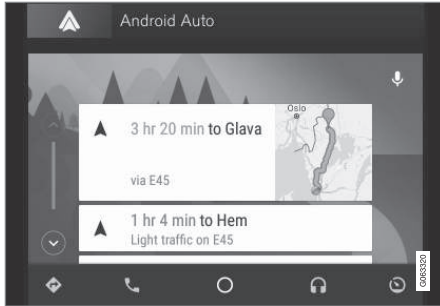 Android Auto
3 hr 20 min to Glava
Oslo
via E45
1 hr 4 min to Hem
Light traffic on E45
G063320